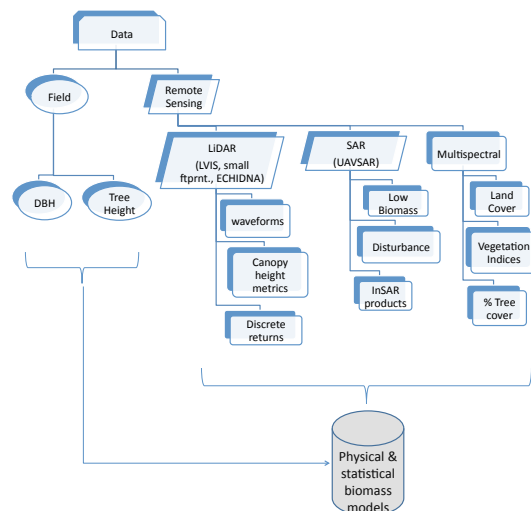 Data
Field
Remote
Sensing
LiDAR
(LVIS, small
ftprnt., ECHIDNA)
SAR
(UAVSAR)
Multispectral
DBH
Tree
Height
waveforms
Canopy
height
metrics
Discrete
returns
Low
Biomass
Disturbance
InSAR
products
Land
Cover
Vegetation
Indices
% Tree
cover
Physical &
statistical
biomass
models